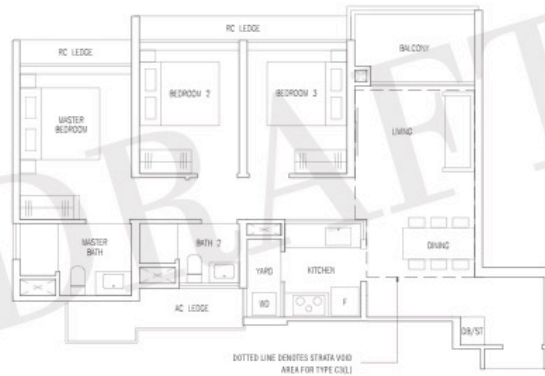 RC LEDGE
RC LEDGE
BALCONY
BEDROOM 2
BEDROOM 3
MASTER
BEDROOM
LIVING
DRAFT
MASTER
BATH
BATH 2
YARD
KITCHEN
DINING
WD
F
AC LEDGE
DB/ST
DOTTED LINE DENOTES STRATA VOID
AREA FOR TYPE C3(L)